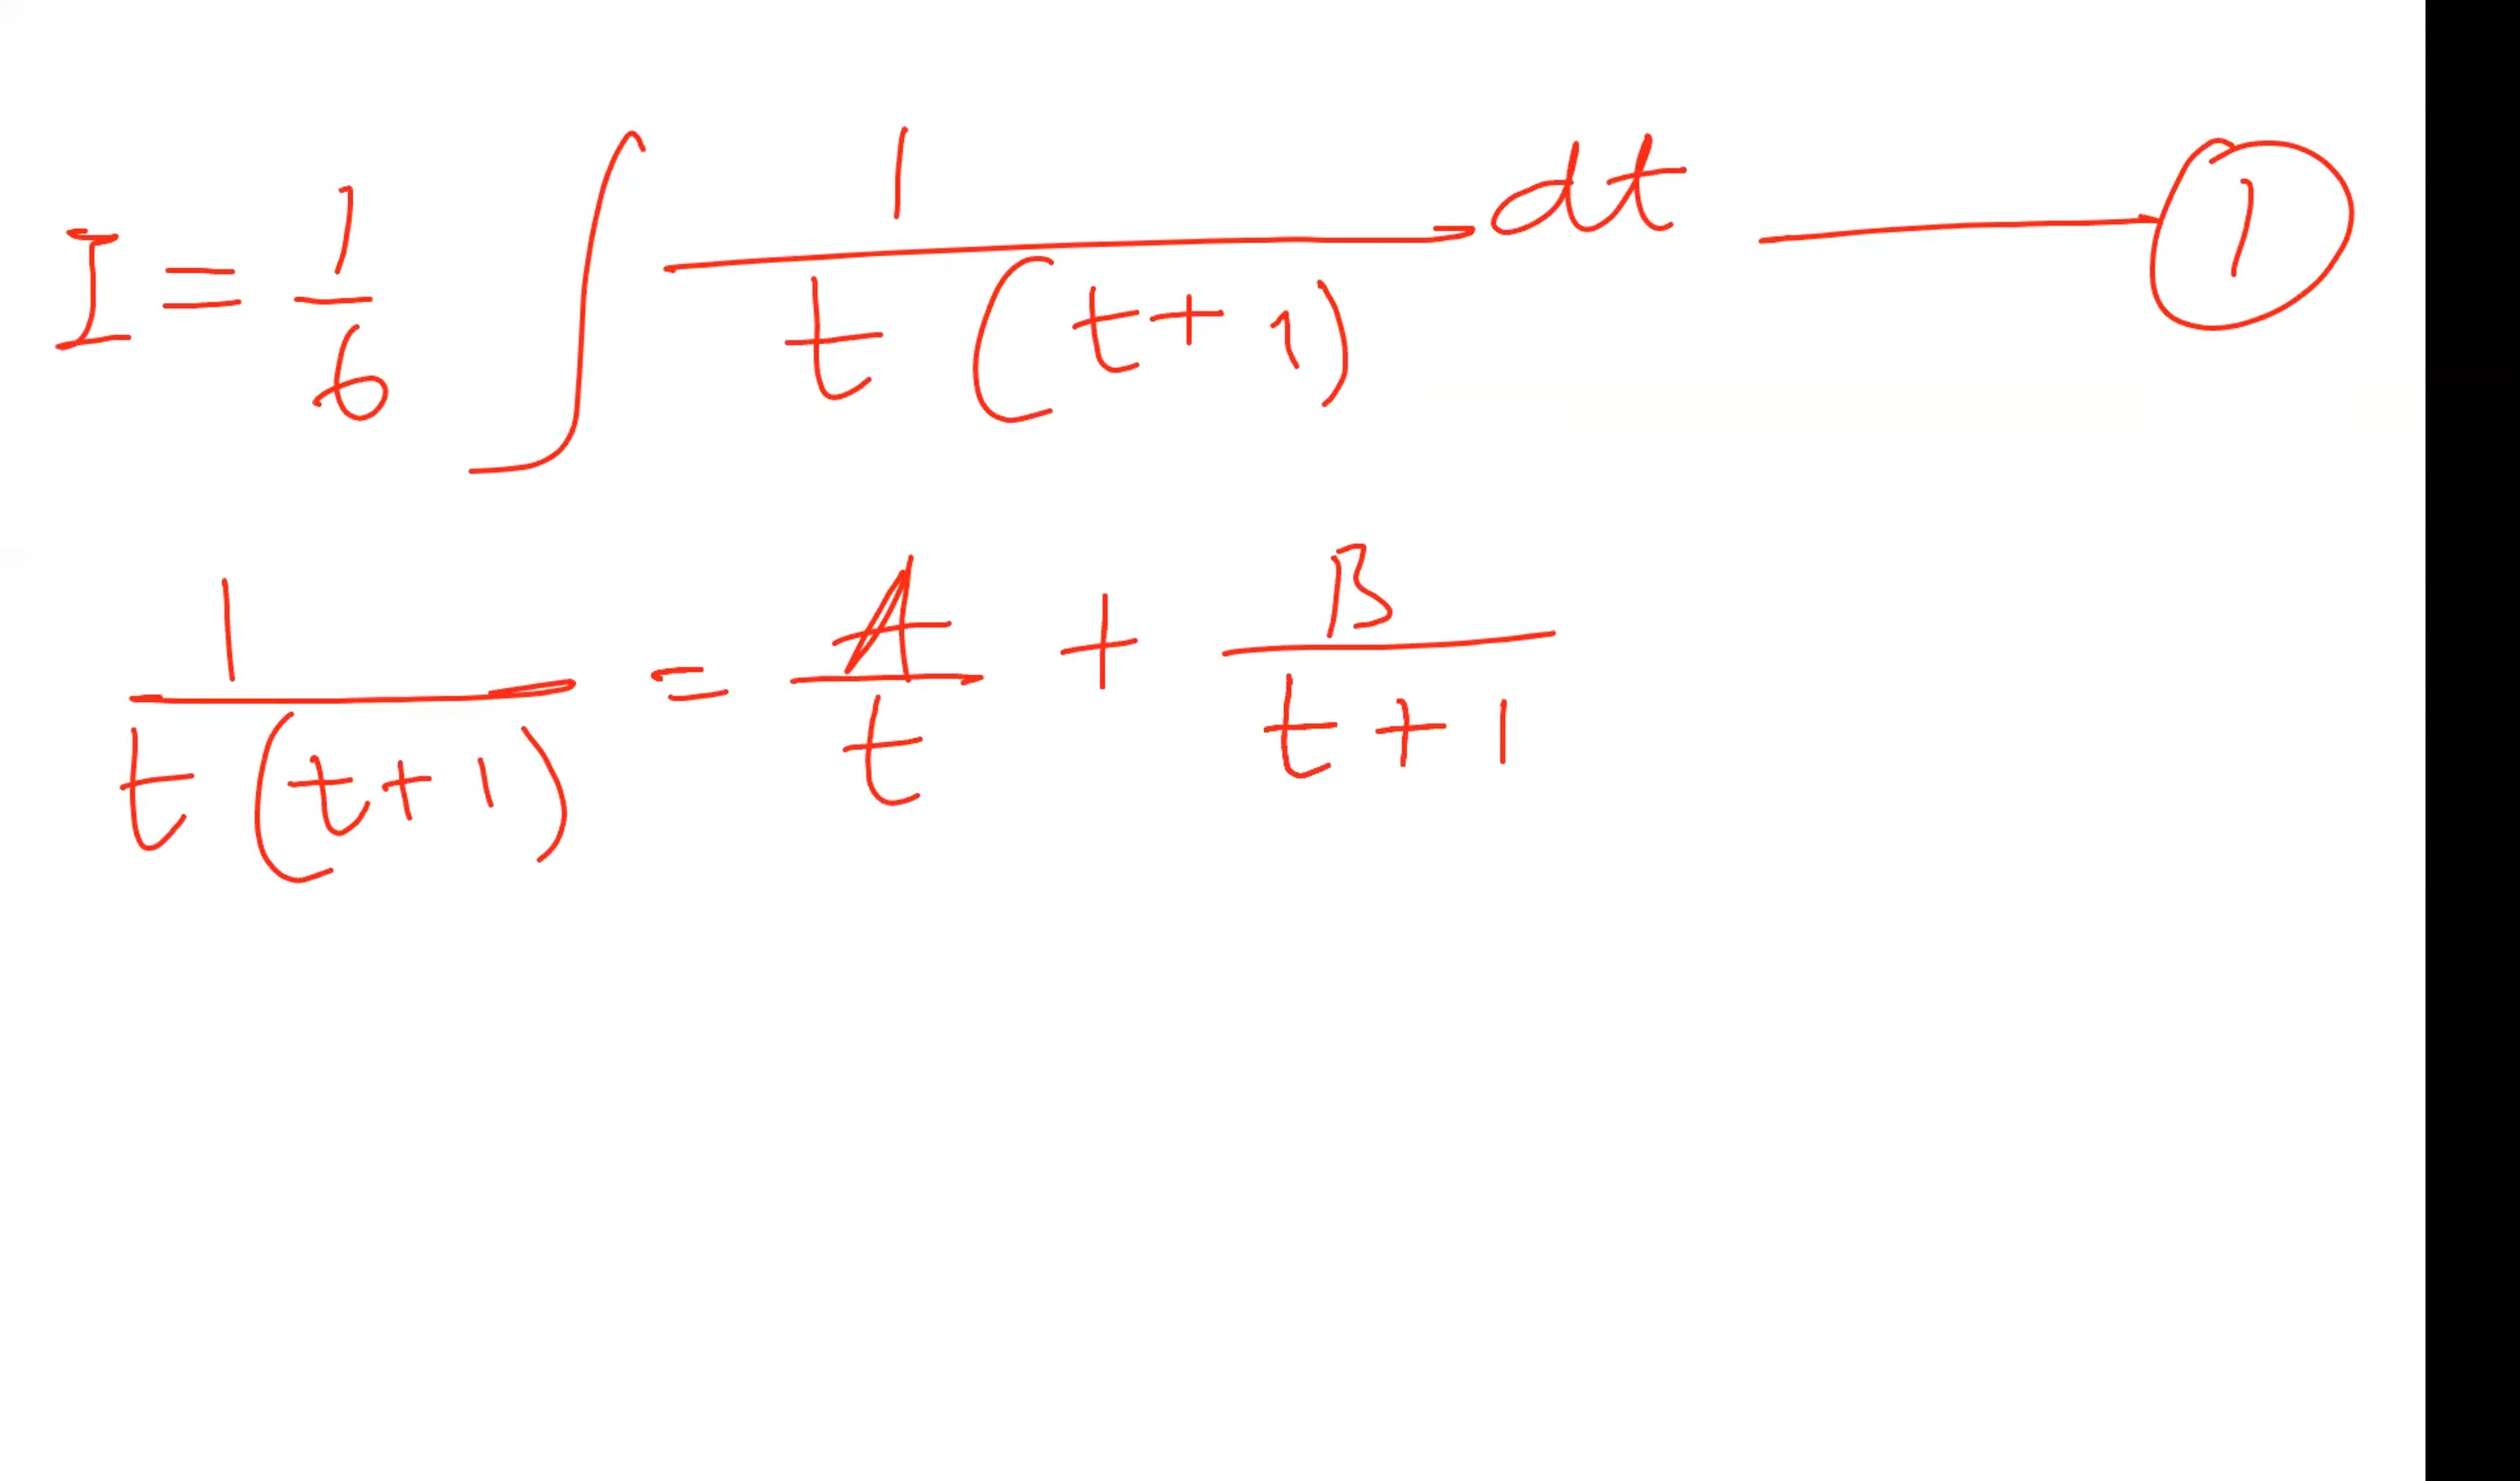 I = 1/6 ∫ 1/(t(t+1)) dt —— ①
1/(t(t+1)) = A/t + B/(t+1)